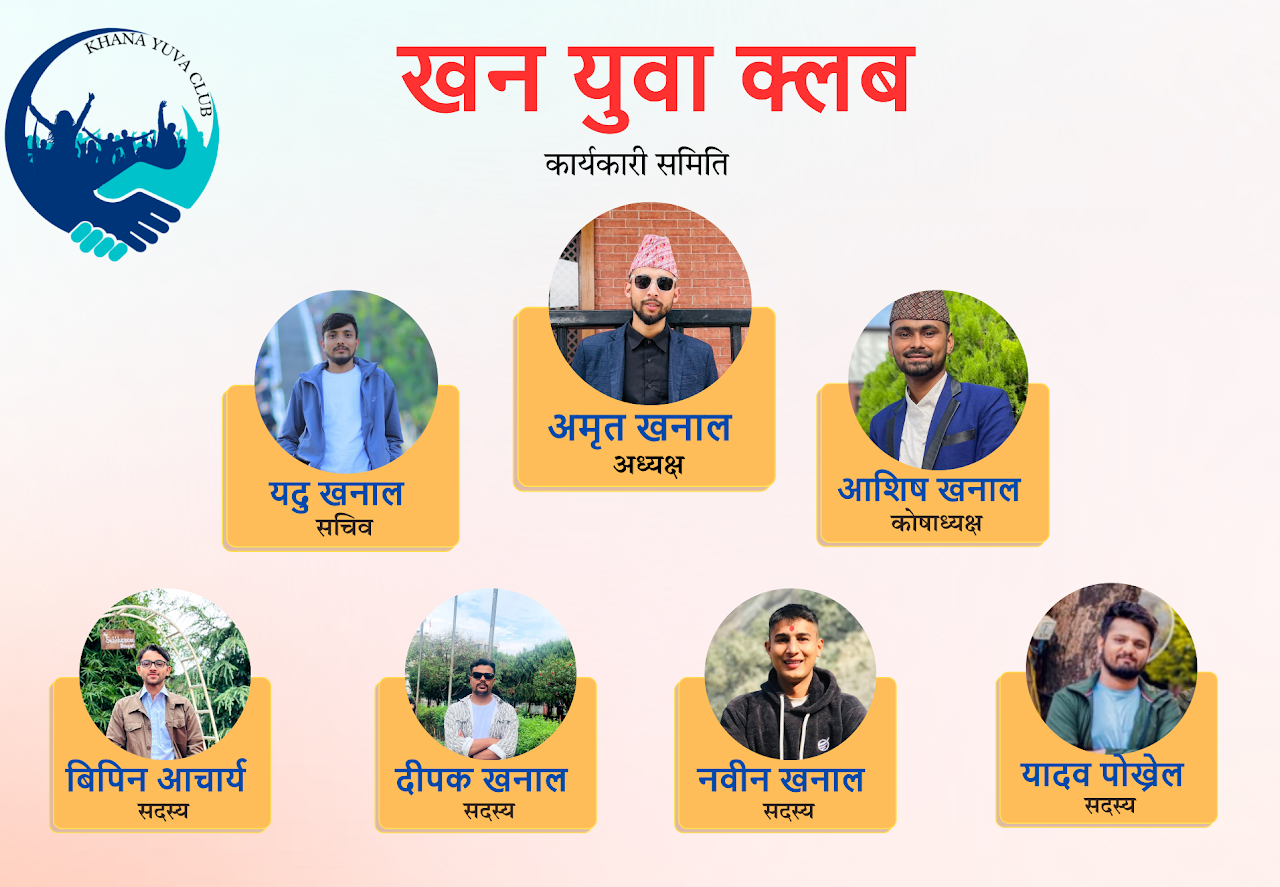 KHANA YUVA CLUB
खन युवा क्लब
कार्यकारी समिति
अमृत खनाल
अध्यक्ष
यदु खनाल
सचिव
आशिष खनाल
कोषाध्यक्ष
बिपिन आचार्य
सदस्य
दीपक खनाल
सदस्य
नवीन खनाल
सदस्य
यादव पोख्रेल
सदस्य